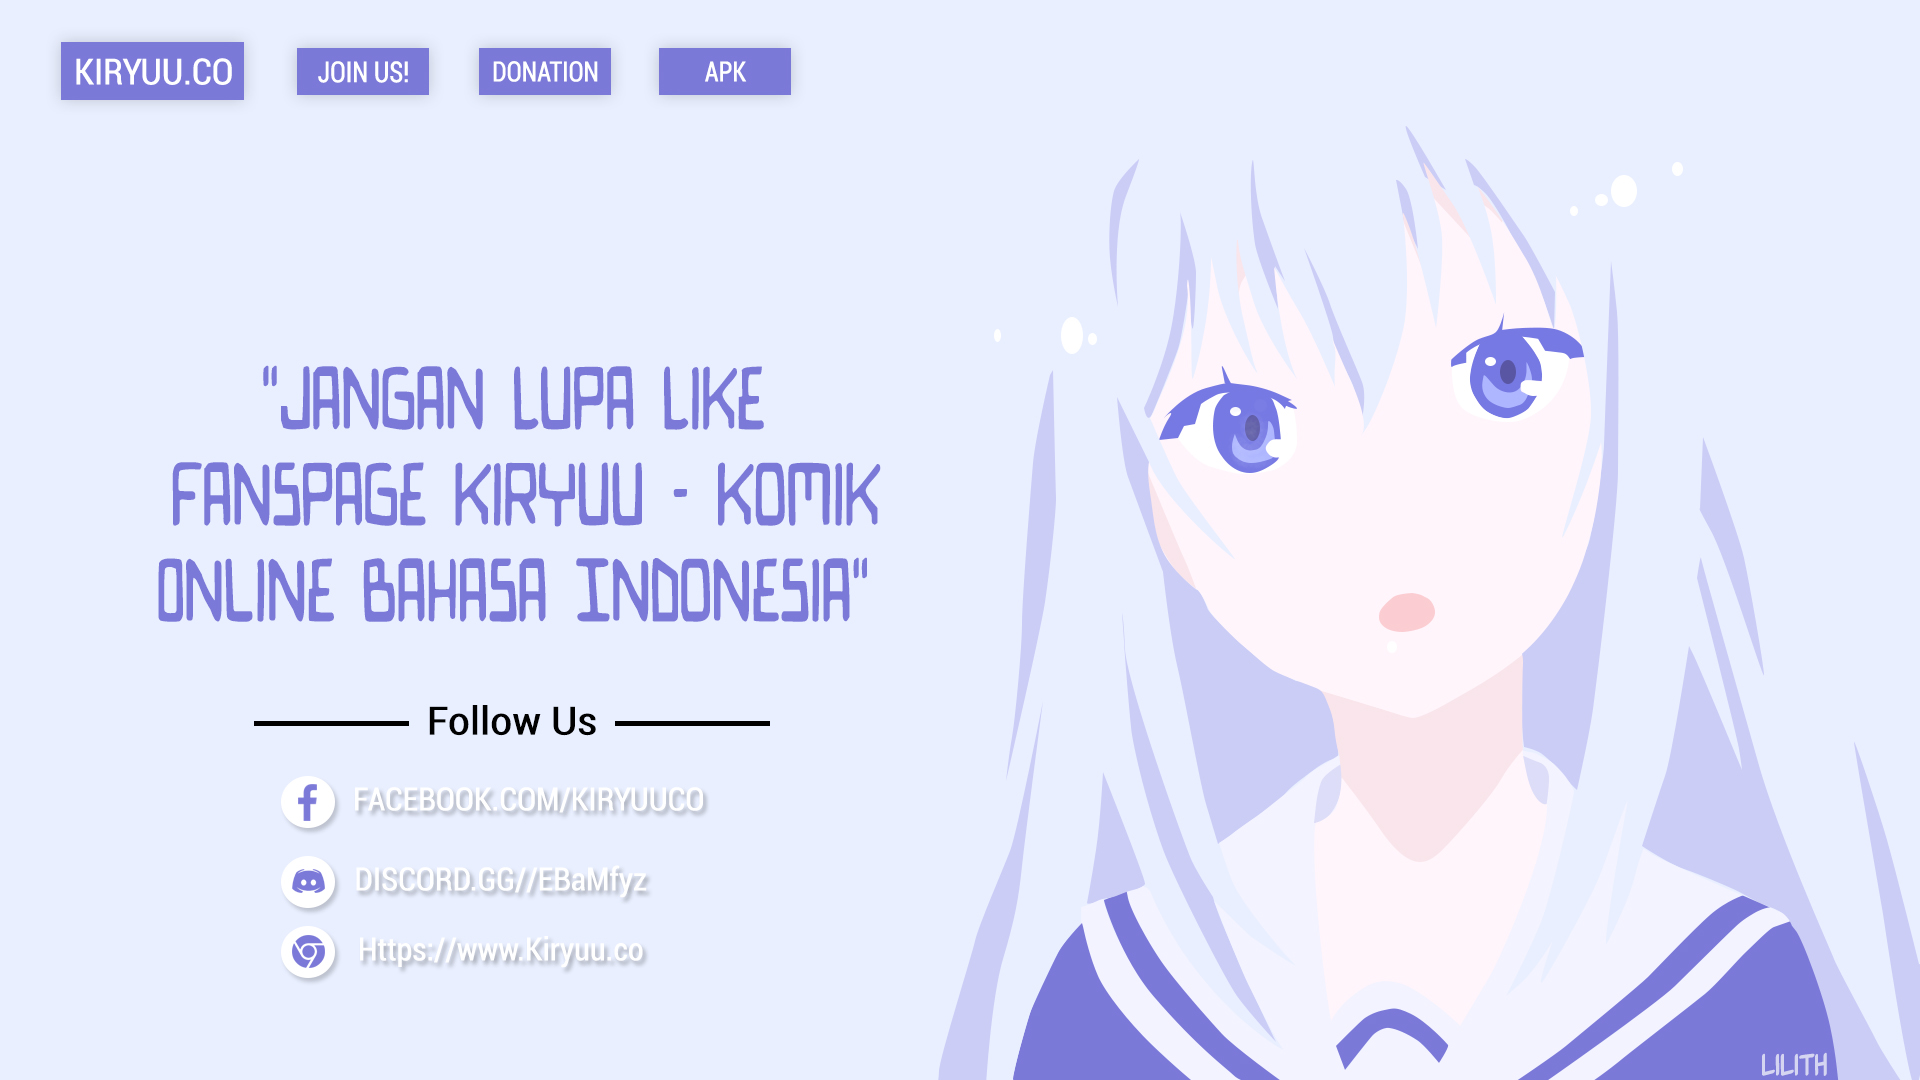 KIRYUU.CO
JOIN US!
DONATION
APK
"JANGAN LUPA LIKE
FANSPAGE KIRYUU - KOMIK
ONLINE BAHASA INDONESIA"
Follow Us
FACEBOOK.COM/KIRYUUCO
DISCORD.GG//EBaMfyz
Https://www.Kiryuu.co
LILITH